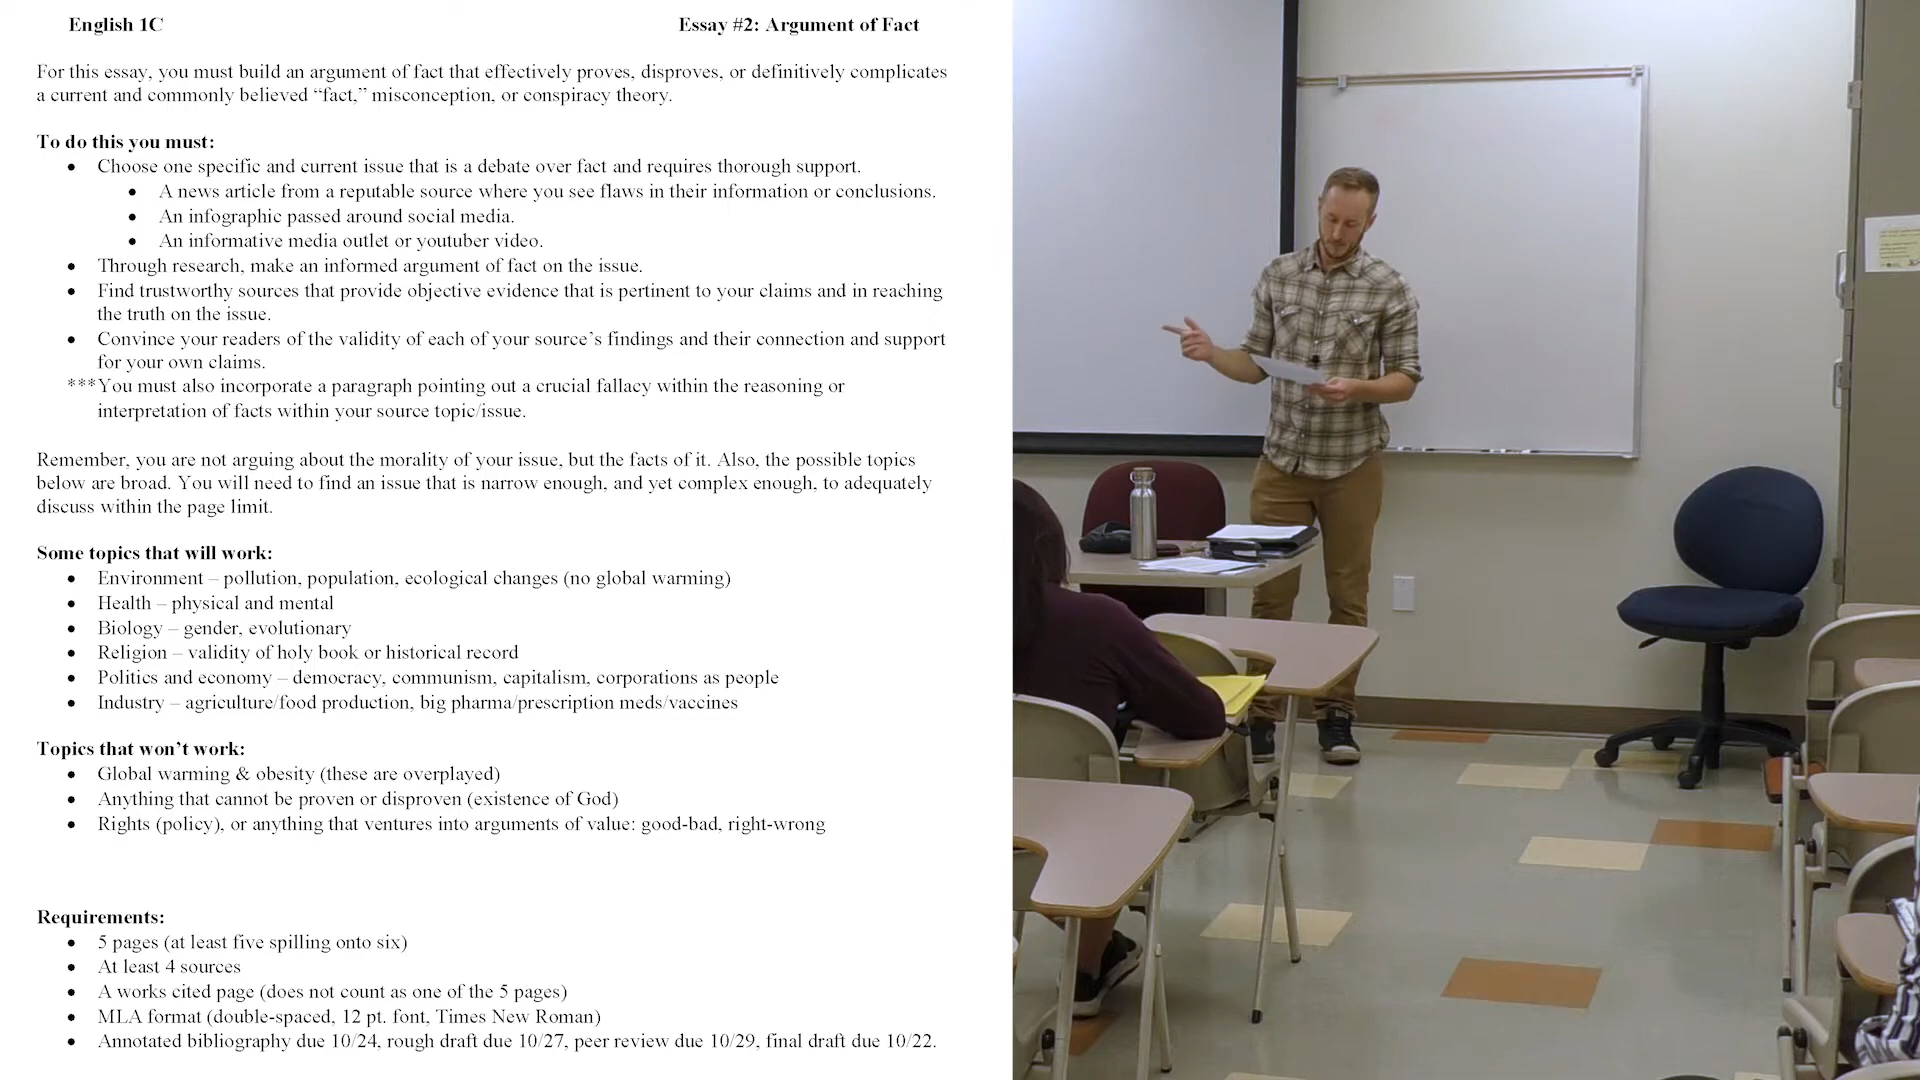 English 1C Essay #2: Argument of Fact
For this essay, you must build an argument of fact that effectively proves, disproves, or definitively complicates
a current and commonly believed “fact,” misconception, or conspiracy theory.
To do this you must:
• Choose one specific and current issue that is a debate over fact and requires thorough support.
• A news article from a reputable source where you see flaws in their information or conclusions.
• An infographic passed around social media.
• An informative media outlet or youtuber video.
• Through research, make an informed argument of fact on the issue.
• Find trustworthy sources that provide objective evidence that is pertinent to your claims and in reaching
the truth on the issue.
• Convince your readers of the validity of each of your source’s findings and their connection and support
for your own claims.
***You must also incorporate a paragraph pointing out a crucial fallacy within the reasoning or
interpretation of facts within your source topic/issue.
Remember, you are not arguing about the morality of your issue, but the facts of it. Also, the possible topics
below are broad. You will need to find an issue that is narrow enough, and yet complex enough, to adequately
discuss within the page limit.
Some topics that will work:
• Environment – pollution, population, ecological changes (no global warming)
• Health – physical and mental
• Biology – gender, evolutionary
• Religion – validity of holy book or historical record
• Politics and economy – democracy, communism, capitalism, corporations as people
• Industry – agriculture/food production, big pharma/prescription meds/vaccines
Topics that won’t work:
• Global warming & obesity (these are overplayed)
• Anything that cannot be proven or disproven (existence of God)
• Rights (policy), or anything that ventures into arguments of value: good-bad, right-wrong
Requirements:
• 5 pages (at least five spilling onto six)
• At least 4 sources
• A works cited page (does not count as one of the 5 pages)
• MLA format (double-spaced, 12 pt. font, Times New Roman)
• Annotated bibliography due 10/24, rough draft due 10/27, peer review due 10/29, final draft due 10/22.